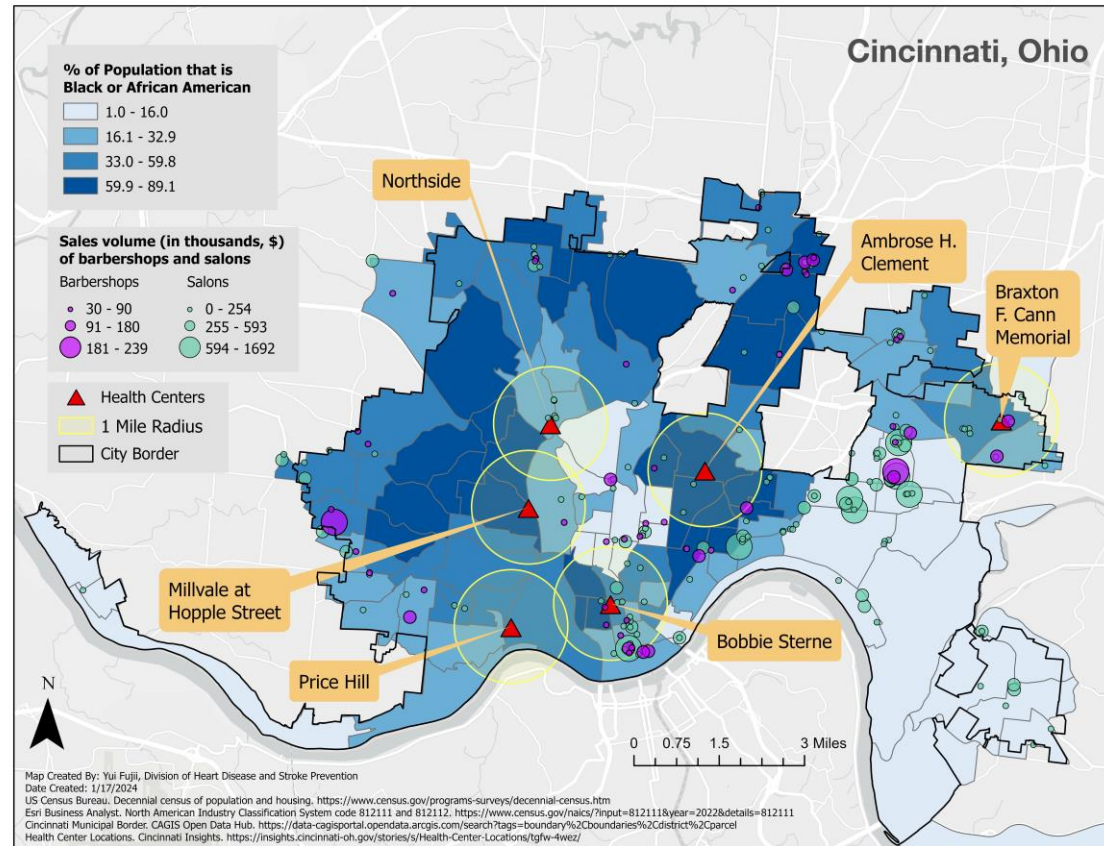 Cincinnati, Ohio
% of Population that is
Black or African American
1.0 - 16.0
16.1 - 32.9
33.0 - 59.8
59.9 - 89.1
Sales volume (in thousands, $)
of barbershops and salons
Barbershops
Salons
30 - 90
0 - 254
91 - 180
255 - 593
181 - 239
594 - 1692
Health Centers
1 Mile Radius
City Border
Northside
Ambrose H.
Clement
Braxton
F. Cann
Memorial
Millvale at
Hopple Street
Price Hill
Bobbie Sterne
N
0 0.75 1.5 3 Miles
Map Created By: Yui Fujii, Division of Heart Disease and Stroke Prevention
Date Created: 1/17/2024
US Census Bureau. Decennial census of population and housing. https://www.census.gov/programs-surveys/decennial-census.htm
Esri Business Analyst. North American Industry Classification System code 812111 and 812112. https://www.census.gov/naics/?input=812111&year=2022&details=812111
Cincinnati Municipal Border. CAGIS Open Data Hub. https://data-cagisportal.opendata.arcgis.com/search?tags=boundary%2Cboundaries%2Cdistrict%2Cparcel
Health Center Locations. Cincinnati Insights. https://insights.cincinnati-oh.gov/stories/s/Health-Center-Locations/tgfw-4wez/